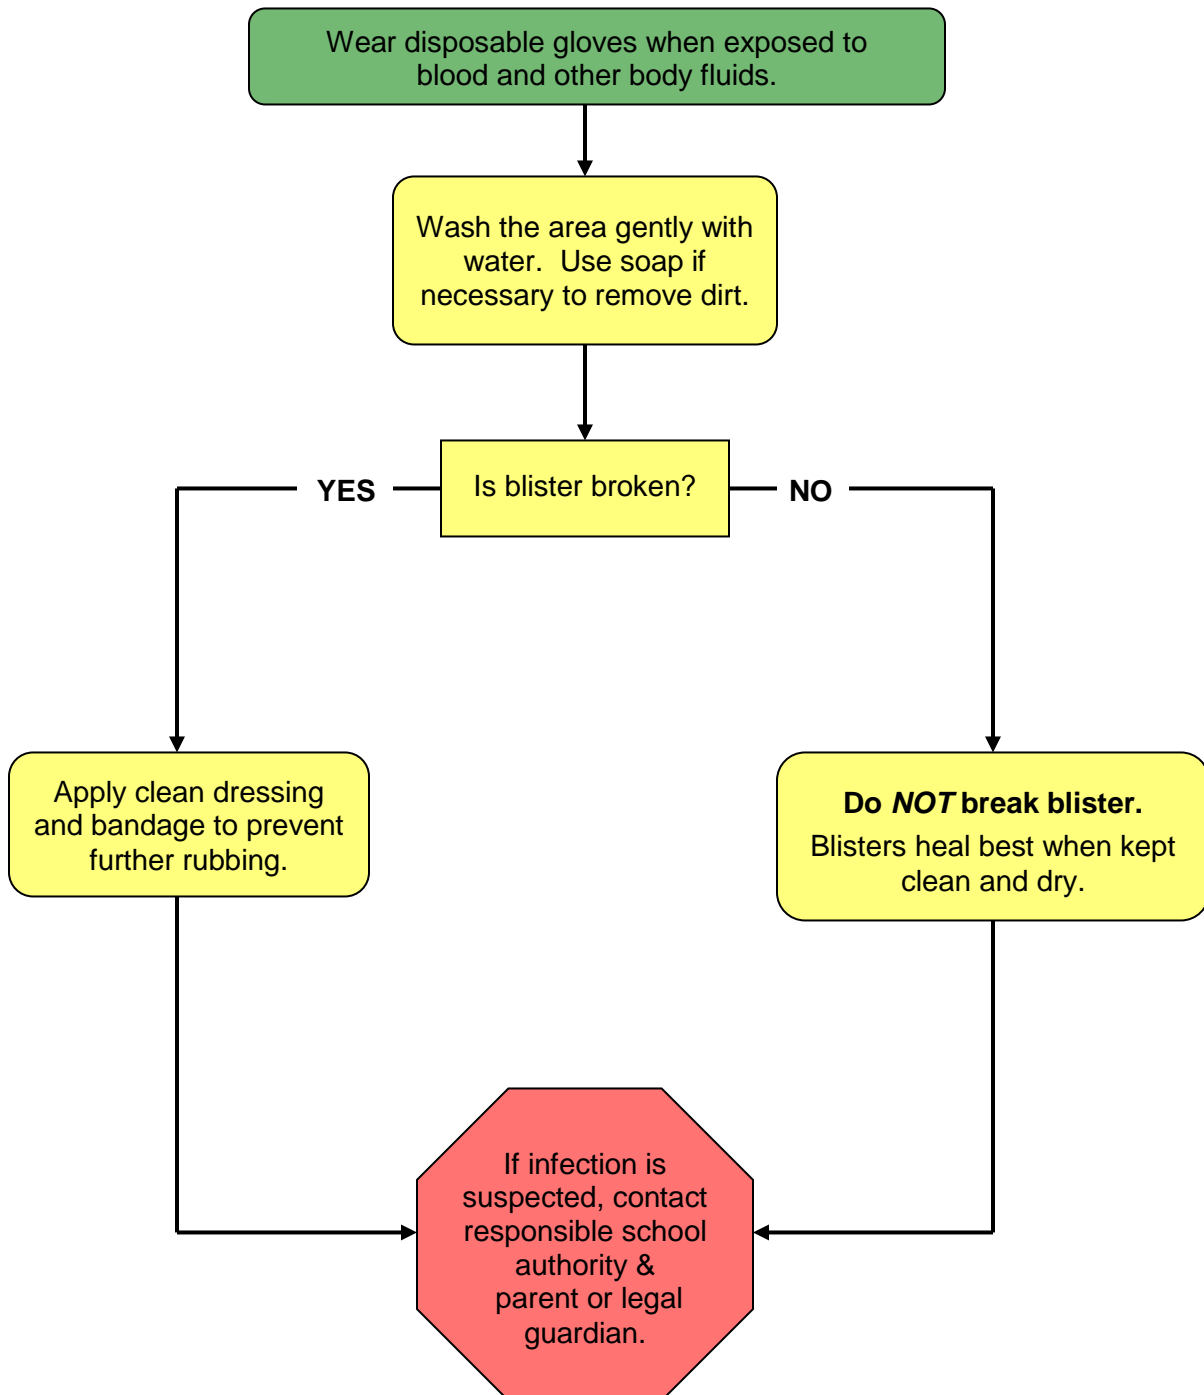 Wear disposable gloves when exposed to
blood and other body fluids.
Wash the area gently with
water. Use soap if
necessary to remove dirt.
Is blister broken?
YES
NO
Apply clean dressing
and bandage to prevent
further rubbing.
Do NOT break blister.
Blisters heal best when kept
clean and dry.
If infection is
suspected, contact
responsible school
authority &
parent or legal
guardian.